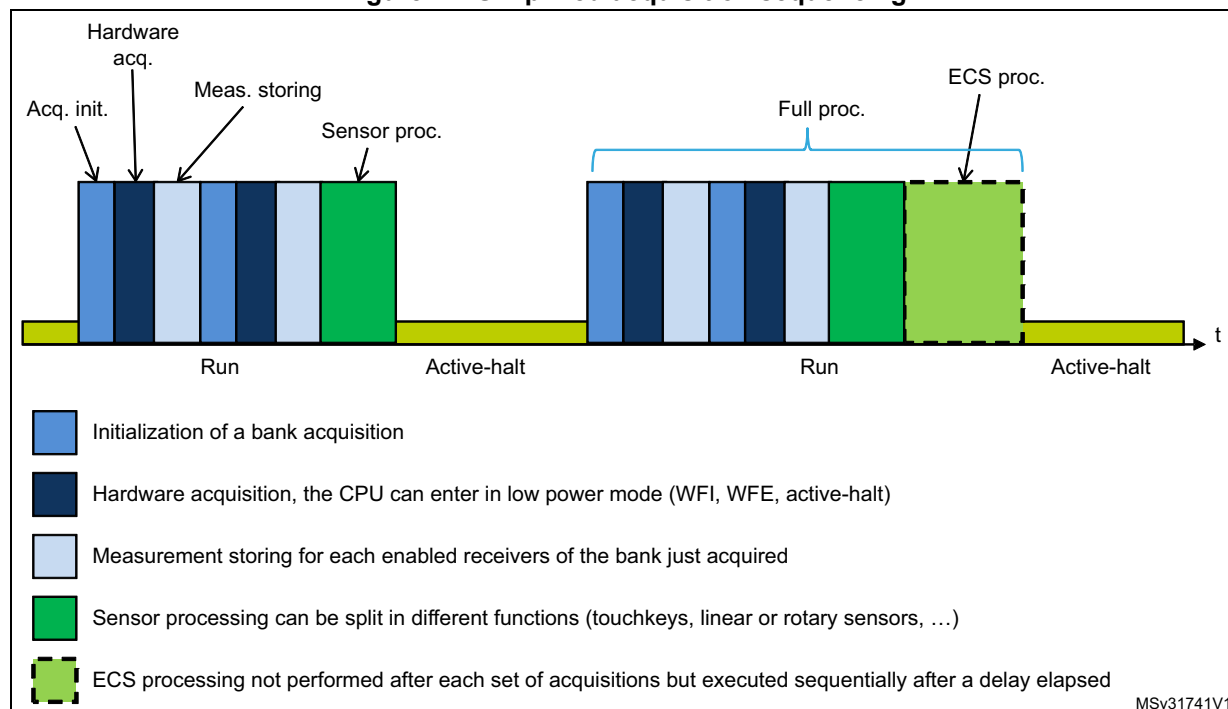 Hardware
acq.
ECS proc.
Meas. storing
Full proc.
Acq. init.
Sensor proc.
t
Run
Active-halt
Run
Active-halt
Initialization of a bank acquisition
Hardware acquisition, the CPU can enter in low power mode (WFI, WFE, active-halt)
Measurement storing for each enabled receivers of the bank just acquired
Sensor processing can be split in different functions (touchkeys, linear or rotary sensors, …)
ECS processing not performed after each set of acquisitions but executed sequentially after a delay elapsed
MSv31741V1